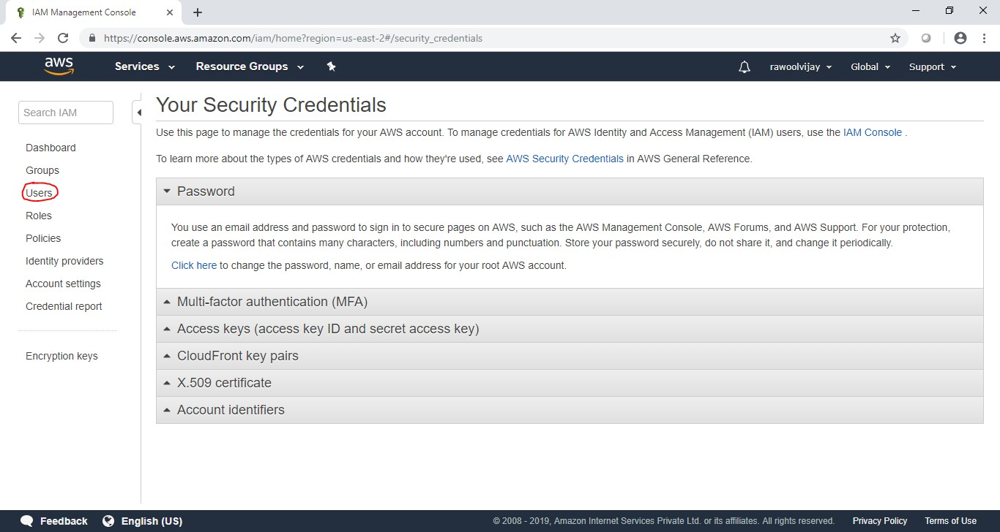 IAM Management Console
https://console.aws.amazon.com/iam/home?region=us-east-2#/security_credentials
aws
Services
Resource Groups
rawoolvijay
Global
Support
Search IAM
Dashboard
Groups
Users
Roles
Policies
Identity providers
Account settings
Credential report
Encryption keys
Your Security Credentials
Use this page to manage the credentials for your AWS account. To manage credentials for AWS Identity and Access Management (IAM) users, use the IAM Console .
To learn more about the types of AWS credentials and how they're used, see AWS Security Credentials in AWS General Reference.
Password
You use an email address and password to sign in to secure pages on AWS, such as the AWS Management Console, AWS Forums, and AWS Support. For your protection,
create a password that contains many characters, including numbers and punctuation. Store your password securely, do not share it, and change it periodically.
Click here to change the password, name, or email address for your root AWS account.
Multi-factor authentication (MFA)
Access keys (access key ID and secret access key)
CloudFront key pairs
X.509 certificate
Account identifiers
Feedback
English (US)
© 2008 - 2019, Amazon Internet Services Private Ltd. or its affiliates. All rights reserved.
Privacy Policy
Terms of Use